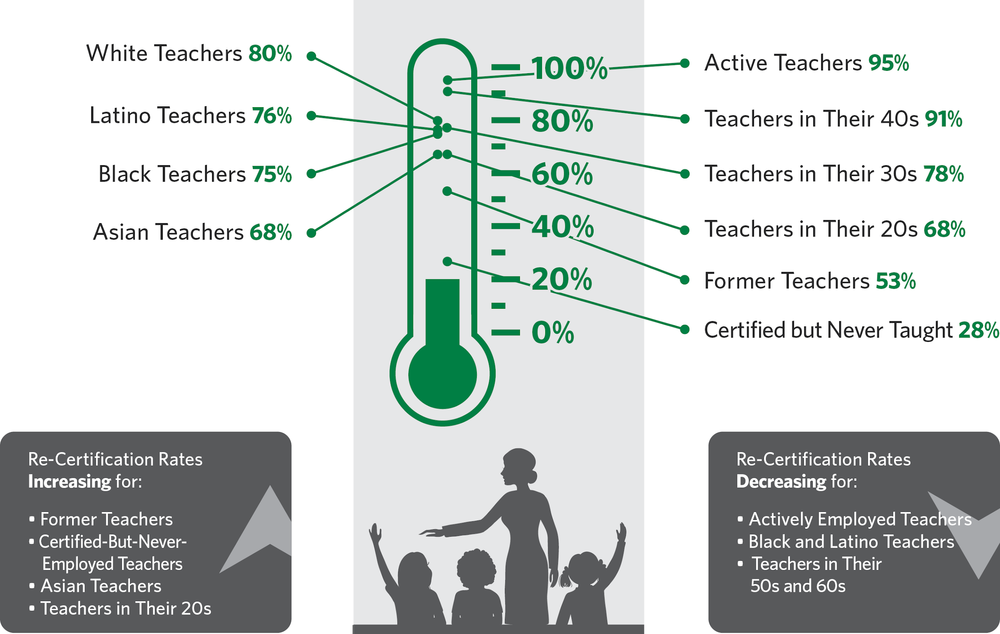 White Teachers 80%
Latino Teachers 76%
Black Teachers 75%
Asian Teachers 68%
100%
80%
60%
40%
20%
0%
Active Teachers 95%
Teachers in Their 40s 91%
Teachers in Their 30s 78%
Teachers in Their 20s 68%
Former Teachers 53%
Certified but Never Taught 28%
Re-Certification Rates
Increasing for:
• Former Teachers
• Certified-But-Never-
Employed Teachers
• Asian Teachers
• Teachers in Their 20s
Re-Certification Rates
Decreasing for:
• Actively Employed Teachers
• Black and Latino Teachers
• Teachers in Their
50s and 60s